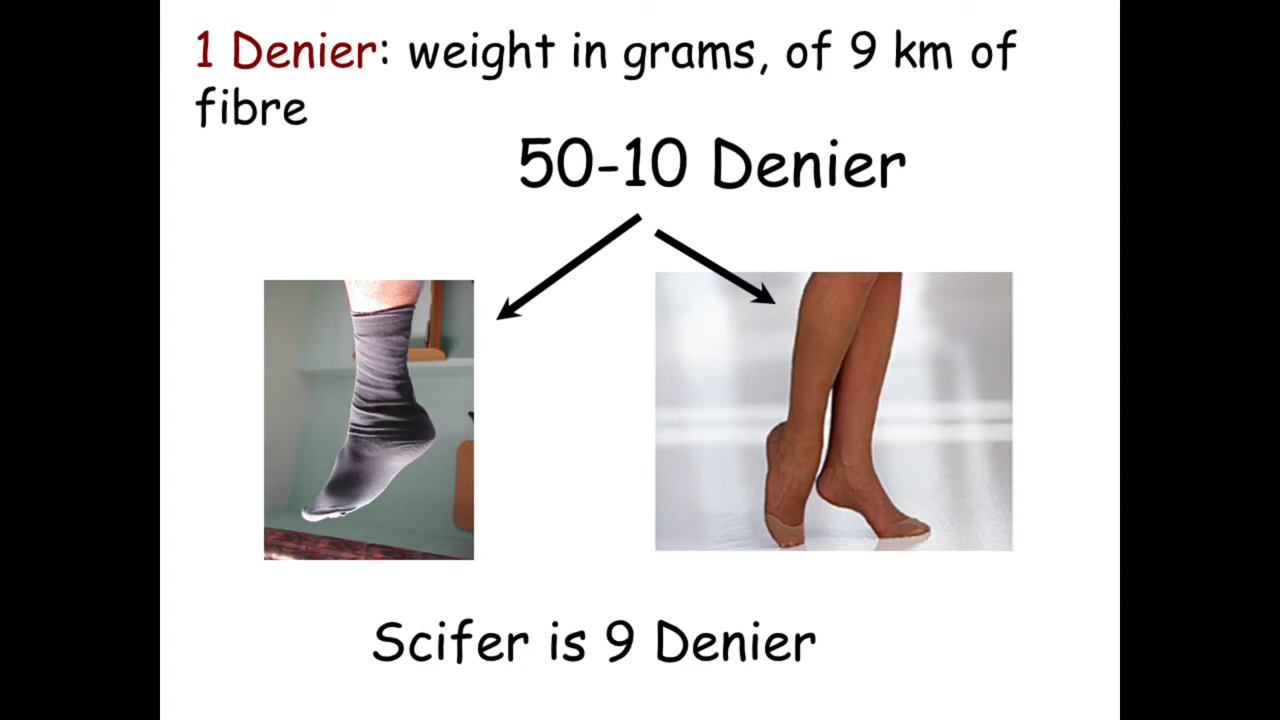 1 Denier: weight in grams, of 9 km of
fibre
50-10 Denier
Scifer is 9 Denier